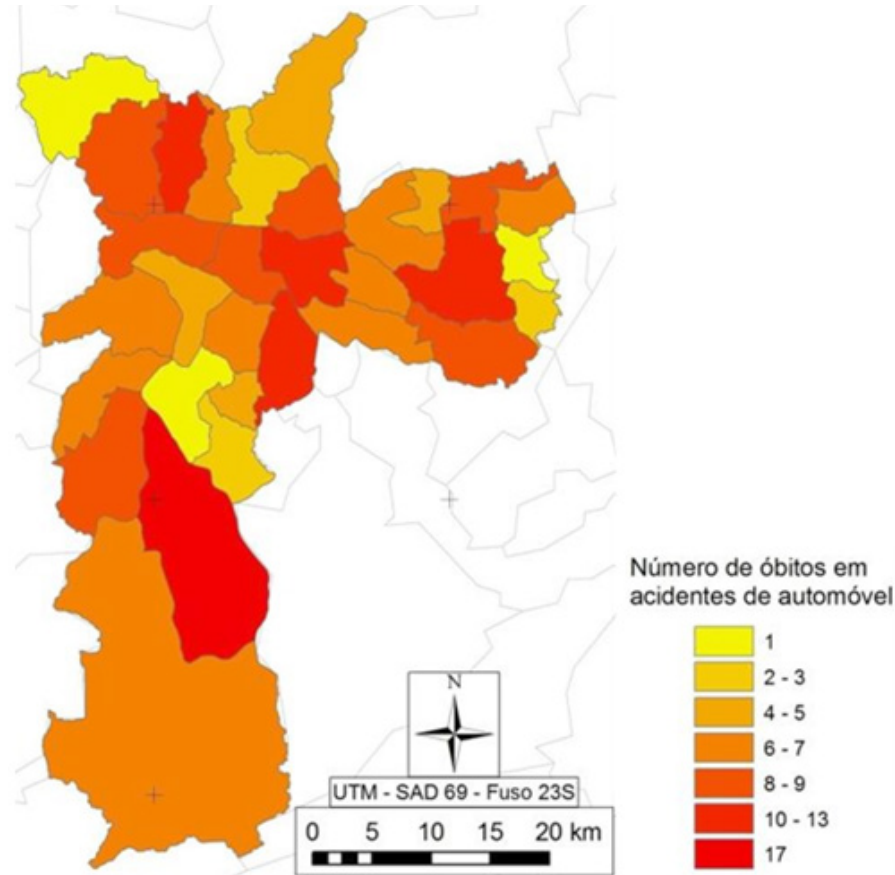 Número de óbitos em
acidentes de automóvel
1
2 - 3
4 - 5
6 - 7
8 - 9
10 - 13
17
N
UTM - SAD 69 - Fuso 23S
0 5 10 15 20 km